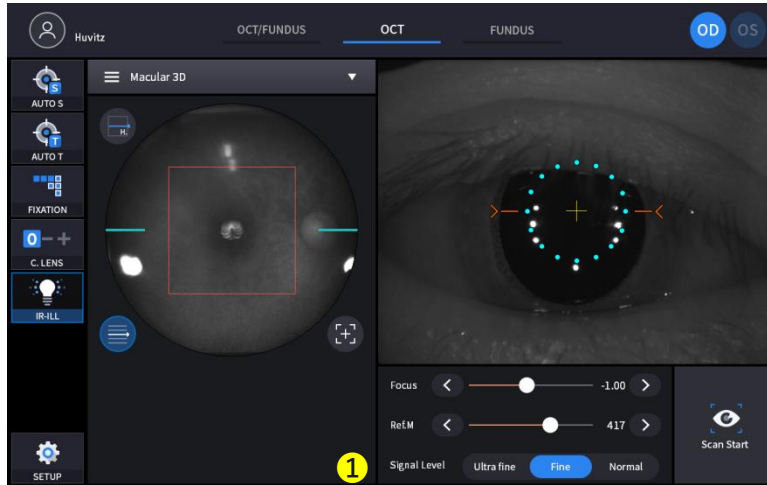 Huvitz
OCT/FUNDUS
OCT
FUNDUS
OD
OS
AUTO S
AUTO T
FIXATION
0 - +
C. LENS
IR-ILL
SETUP
Macular 3D
H.
1
Focus -1.00
Ref.M 417
Signal Level Ultra fine Fine Normal
Scan Start